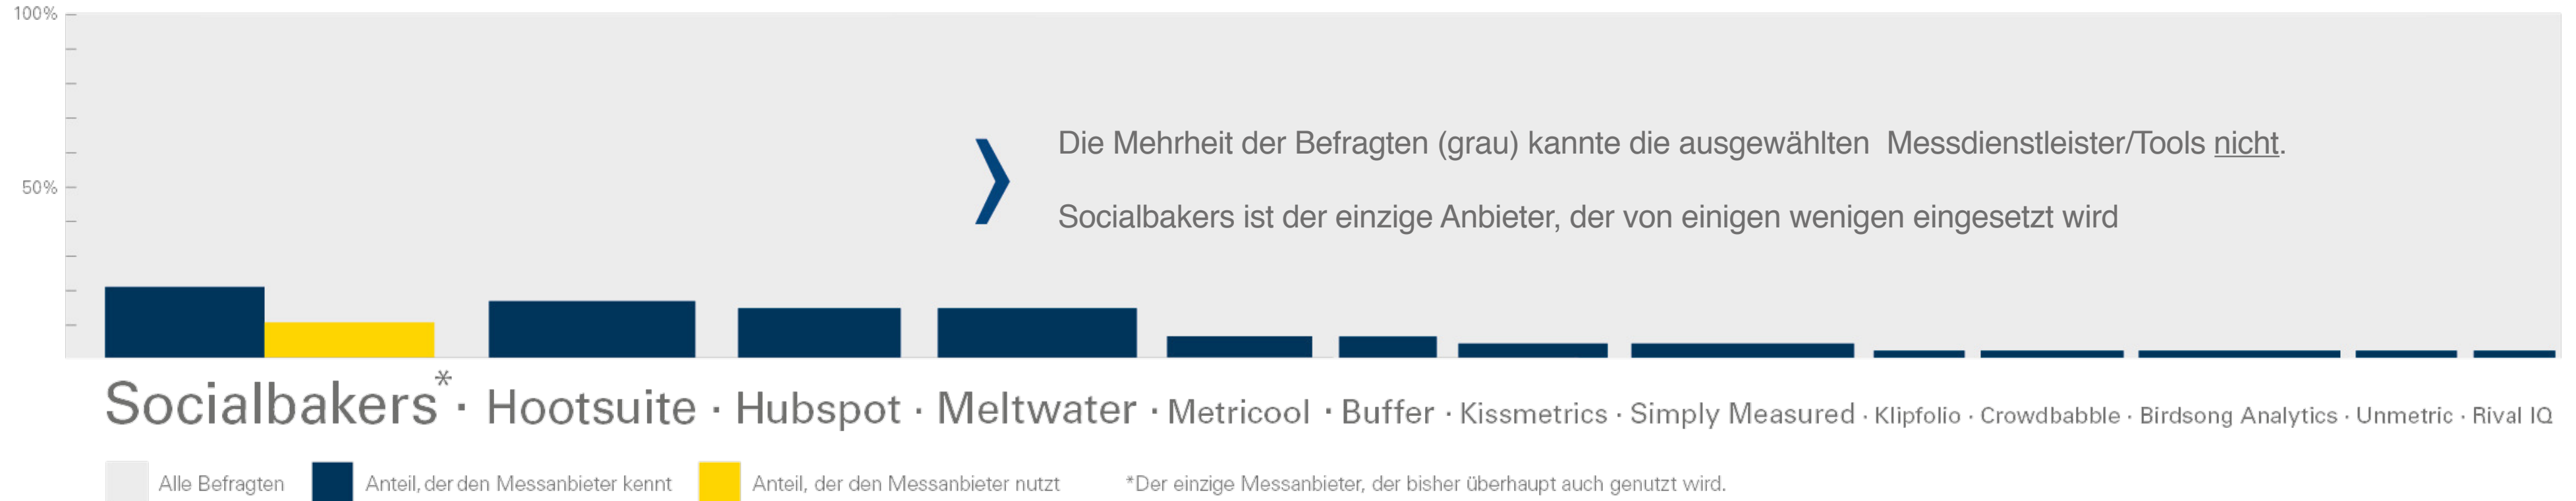 100%
50%
Die Mehrheit der Befragten (grau) kannte die ausgewählten Messdienstleister/Tools nicht.
Socialbakers ist der einzige Anbieter, der von einigen wenigen eingesetzt wird
Socialbakers* · Hootsuite · Hubspot · Meltwater · Metricool · Buffer · Kissmetrics · Simply Measured · Klipfolio · Crowdbabble · Birdsong Analytics · Unmetric · Rival IQ
Alle Befragten Anteil, der den Messanbieter kennt Anteil, der den Messanbieter nutzt *Der einzige Messanbieter, der bisher überhaupt auch genutzt wird.